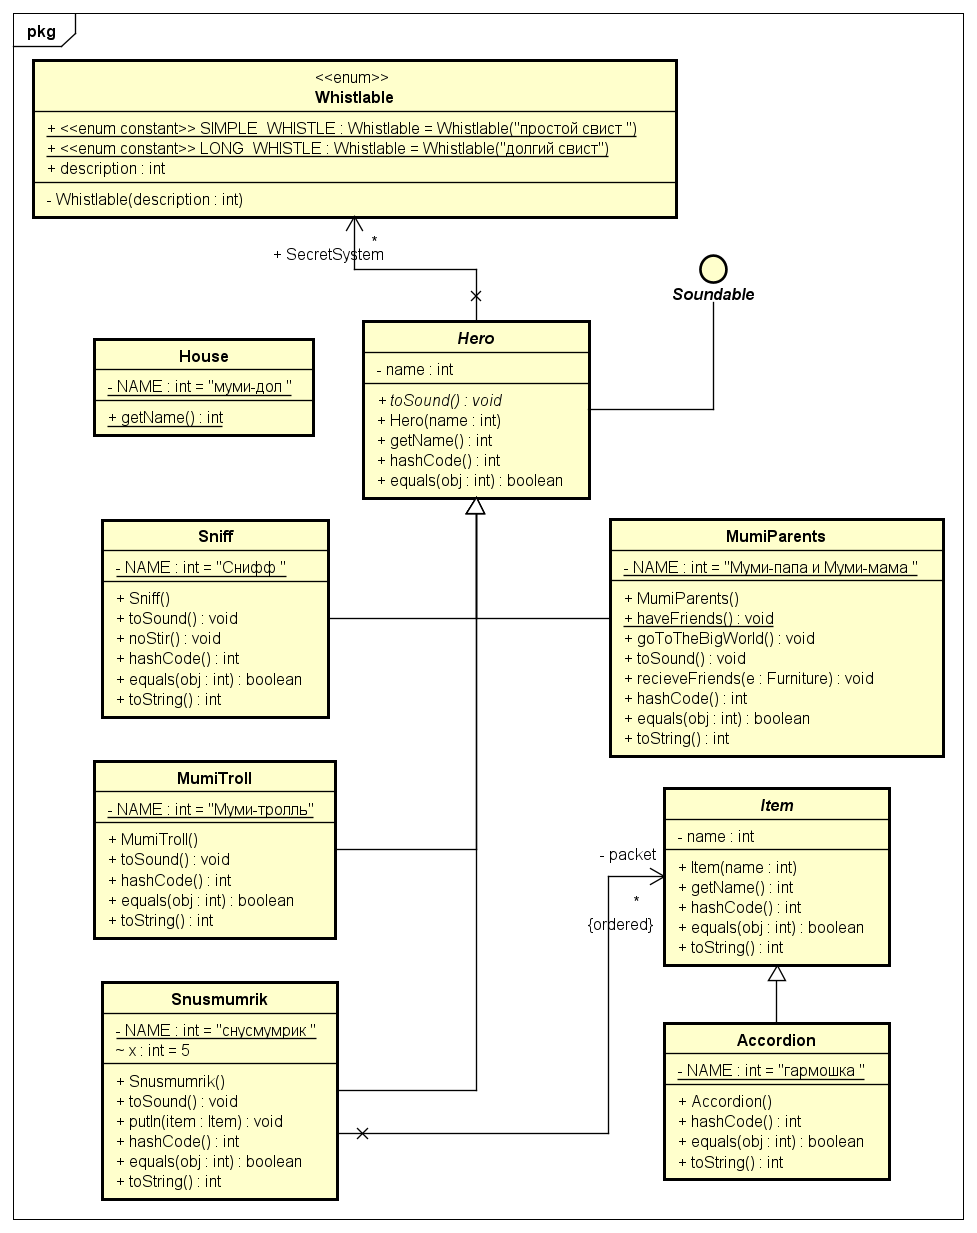 pkg
<<enum>>
Whistlable
+ <<enum constant>> SIMPLE_WHISTLE : Whistlable = Whistlable("простой свист ")
+ <<enum constant>> LONG_WHISTLE : Whistlable = Whistlable("долгий свист")
+ description : int
- Whistlable(description : int)
*
+ SecretSystem
Soundable
Hero
- name : int
+ toSound() : void
+ Hero(name : int)
+ getName() : int
+ hashCode() : int
+ equals(obj : int) : boolean
House
- NAME : int = "муми-дол "
+ getName() : int
Sniff
- NAME : int = "Снифф "
+ Sniff()
+ toSound() : void
+ noStir() : void
+ hashCode() : int
+ equals(obj : int) : boolean
+ toString() : int
MumiParents
- NAME : int = "Муми-папа и Муми-мама "
+ MumiParents()
+ haveFriends() : void
+ goToTheBigWorld() : void
+ toSound() : void
+ recieveFriends(e : Furniture) : void
+ hashCode() : int
+ equals(obj : int) : boolean
+ toString() : int
MumiTroll
- NAME : int = "Муми-тролль"
+ MumiTroll()
+ toSound() : void
+ hashCode() : int
+ equals(obj : int) : boolean
+ toString() : int
Item
- name : int
+ Item(name : int)
+ getName() : int
+ hashCode() : int
+ equals(obj : int) : boolean
+ toString() : int
- packet
*
{ordered}
Snusmumrik
- NAME : int = "снусмумрик "
~ x : int = 5
+ Snusmumrik()
+ toSound() : void
+ putIn(item : Item) : void
+ hashCode() : int
+ equals(obj : int) : boolean
+ toString() : int
Accordion
- NAME : int = "гармошка "
+ Accordion()
+ hashCode() : int
+ equals(obj : int) : boolean
+ toString() : int